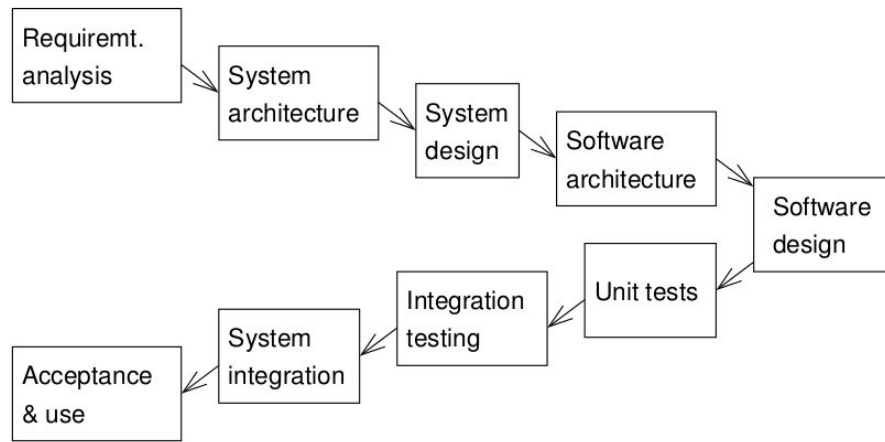 Requiremt.
analysis
System
architecture
System
design
Software
architecture
Software
design
Unit tests
Integration
testing
System
integration
Acceptance
& use